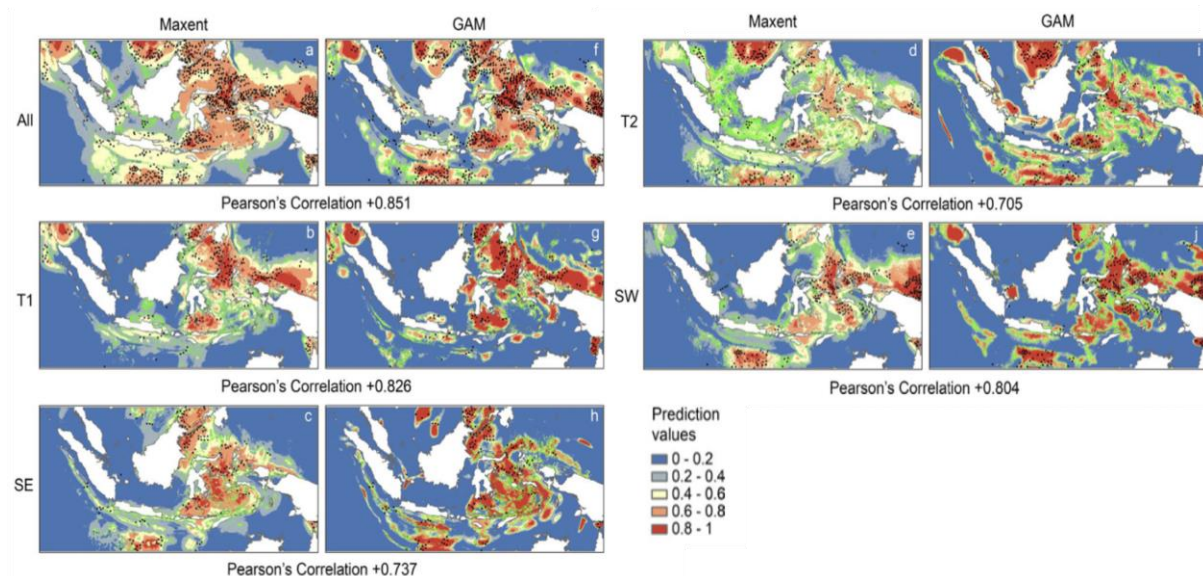 Maxent
GAM
All
a
f
Pearson's Correlation +0.851
T1
b
g
Pearson's Correlation +0.826
SE
c
h
Pearson's Correlation +0.737
Maxent
GAM
T2
d
i
Pearson's Correlation +0.705
SW
e
j
Pearson's Correlation +0.804
Prediction
values
0 - 0.2
0.2 - 0.4
0.4 - 0.6
0.6 - 0.8
0.8 - 1